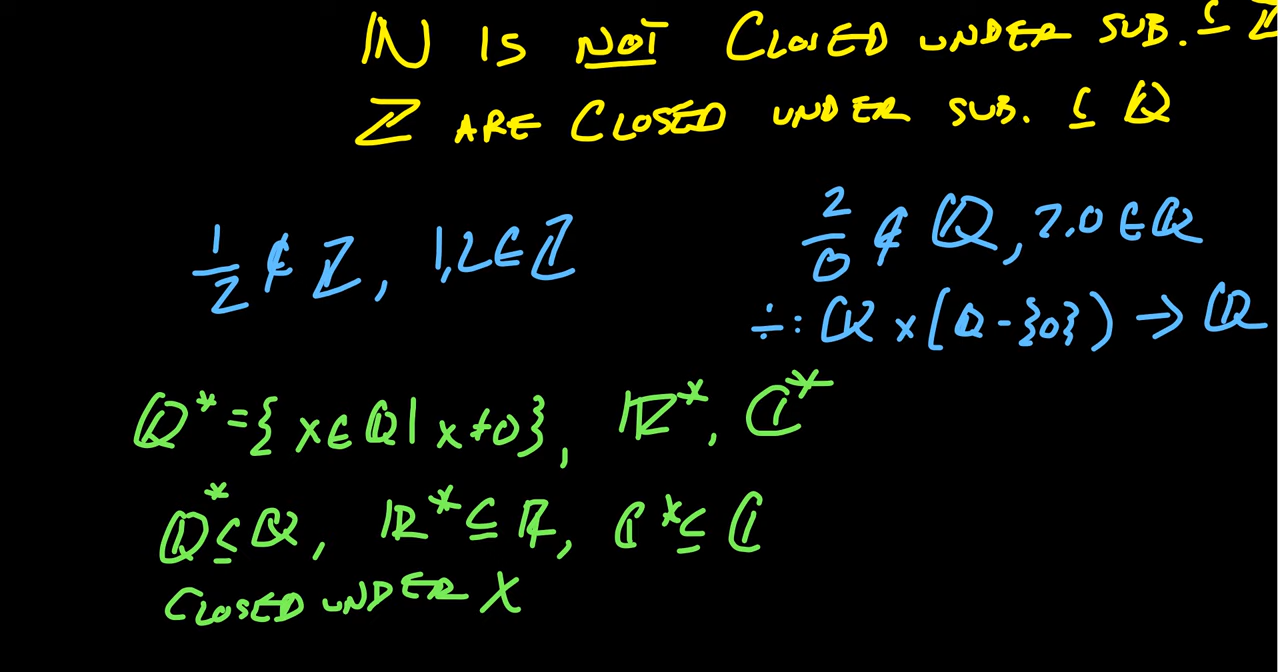 ℕ IS NOT CLOSED UNDER SUB. ⊆ ℤ
ℤ ARE CLOSED UNDER SUB. ⊆ ℚ
1/2 ∉ ℤ, 1,2 ∈ ℤ
2/0 ∉ ℚ, 2,0 ∈ ℚ
÷: ℚ × (ℚ - {0}) → ℚ
ℚ* = { x ∈ ℚ | x ≠ 0 }, ℝ*, ℂ*
ℚ* ⊆ ℚ, ℝ* ⊆ ℝ, ℂ* ⊆ ℂ
CLOSED UNDER ×